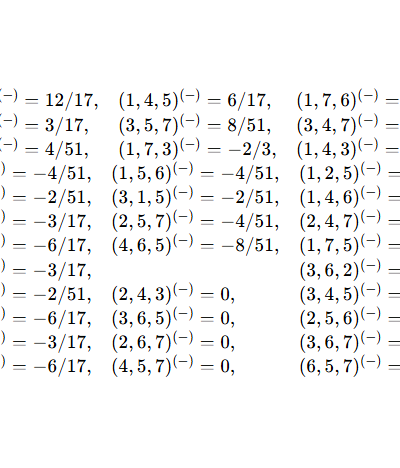 (−) = 12/17, (1, 4, 5)^(−) = 6/17, (1, 7, 6)^(−) =
(−) = 3/17, (3, 5, 7)^(−) = 8/51, (3, 4, 7)^(−) =
(−) = 4/51, (1, 7, 3)^(−) = −2/3, (1, 4, 3)^(−) =
) = −4/51, (1, 5, 6)^(−) = −4/51, (1, 2, 5)^(−) =
) = −2/51, (3, 1, 5)^(−) = −2/51, (1, 4, 6)^(−) =
) = −3/17, (2, 5, 7)^(−) = −4/51, (2, 4, 7)^(−) =
) = −6/17, (4, 6, 5)^(−) = −8/51, (1, 7, 5)^(−) =
) = −3/17, (3, 6, 2)^(−) =
) = −2/51, (2, 4, 3)^(−) = 0, (3, 4, 5)^(−) =
) = −6/17, (3, 6, 5)^(−) = 0, (2, 5, 6)^(−) =
) = −3/17, (2, 6, 7)^(−) = 0, (3, 6, 7)^(−) =
) = −6/17, (4, 5, 7)^(−) = 0, (6, 5, 7)^(−) =